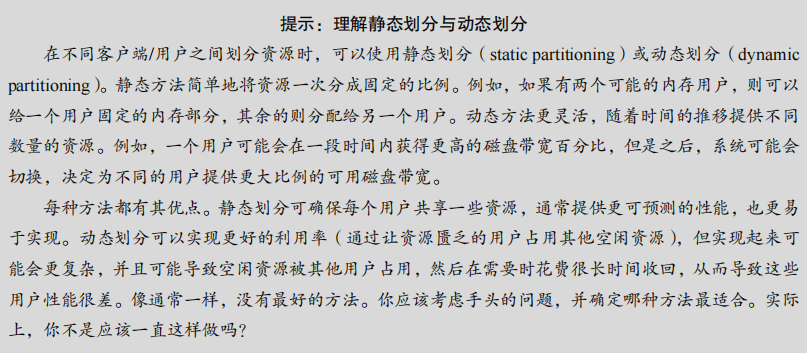 提示：理解静态划分与动态划分
在不同客户端/用户之间划分资源时，可以使用静态划分（static partitioning）或动态划分（dynamic
partitioning）。静态方法简单地将资源一次分成固定的比例。例如，如果有两个可能的内存用户，则可以
给一个用户固定的内存部分，其余的则分配给另一个用户。动态方法更灵活，随着时间的推移提供不同
数量的资源。例如，一个用户可能会在一段时间内获得更高的磁盘带宽百分比，但是之后，系统可能会
切换，决定为不同的用户提供更大比例的可用磁盘带宽。
每种方法都有其优点。静态划分可确保每个用户共享一些资源，通常提供更可预测的性能，也更易
于实现。动态划分可以实现更好的利用率（通过让资源匮乏的用户占用其他空闲资源），但实现起来可
能会更复杂，并且可能导致空闲资源被其他用户占用，然后在需要时花费很长时间收回，从而导致这些
用户性能很差。像通常一样，没有最好的方法。你应该考虑手头的问题，并确定哪种方法最适合。实际
上，你不是应该一直这样做吗？